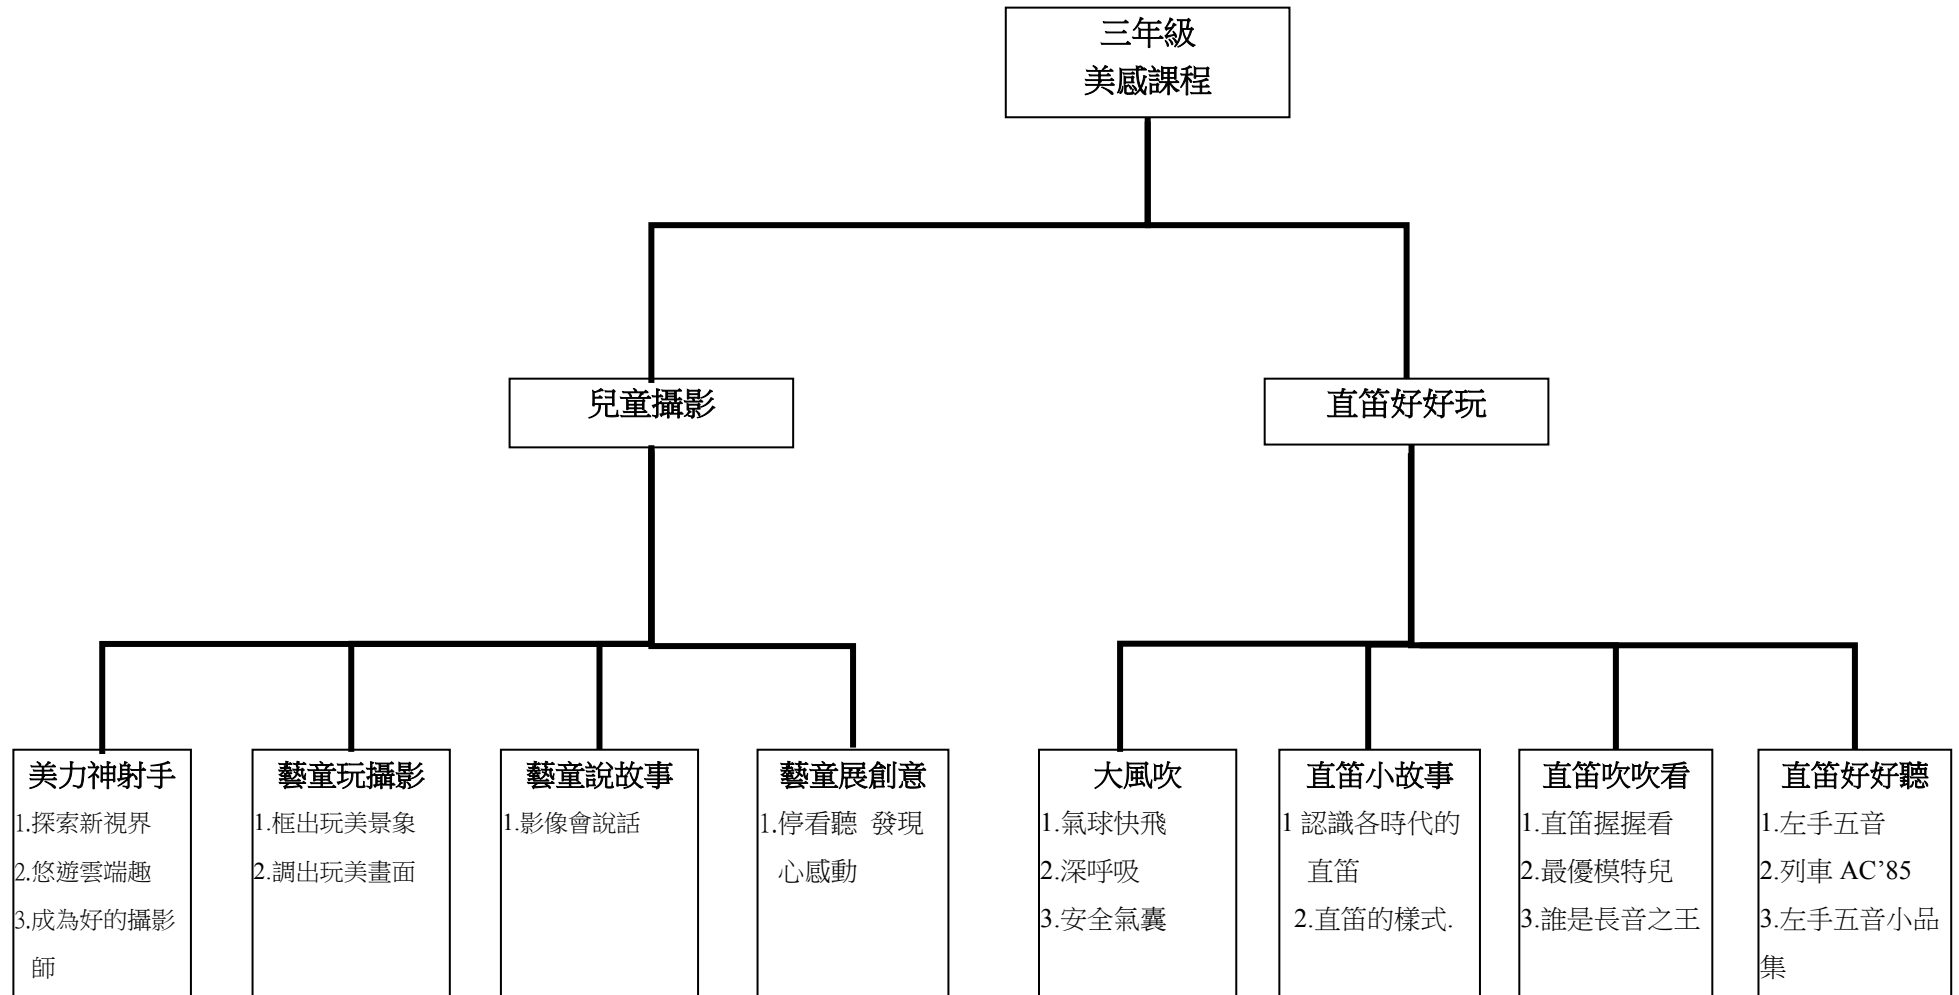 三年級
美感課程
兒童攝影
直笛好好玩
美力神射手
1.探索新視界
2.悠遊雲端趣
3.成為好的攝影
師
藝童玩攝影
1.框出玩美景象
2.調出玩美畫面
藝童說故事
1.影像會說話
藝童展創意
1.停看聽 發現
心感動
大風吹
1.氣球快飛
2.深呼吸
3.安全氣囊
直笛小故事
1 認識各時代的
直笛
2.直笛的樣式.
直笛吹吹看
1.直笛握握看
2.最優模特兒
3.誰是長音之王
直笛好好聽
1.左手五音
2.列車 AC’85
3.左手五音小品
集